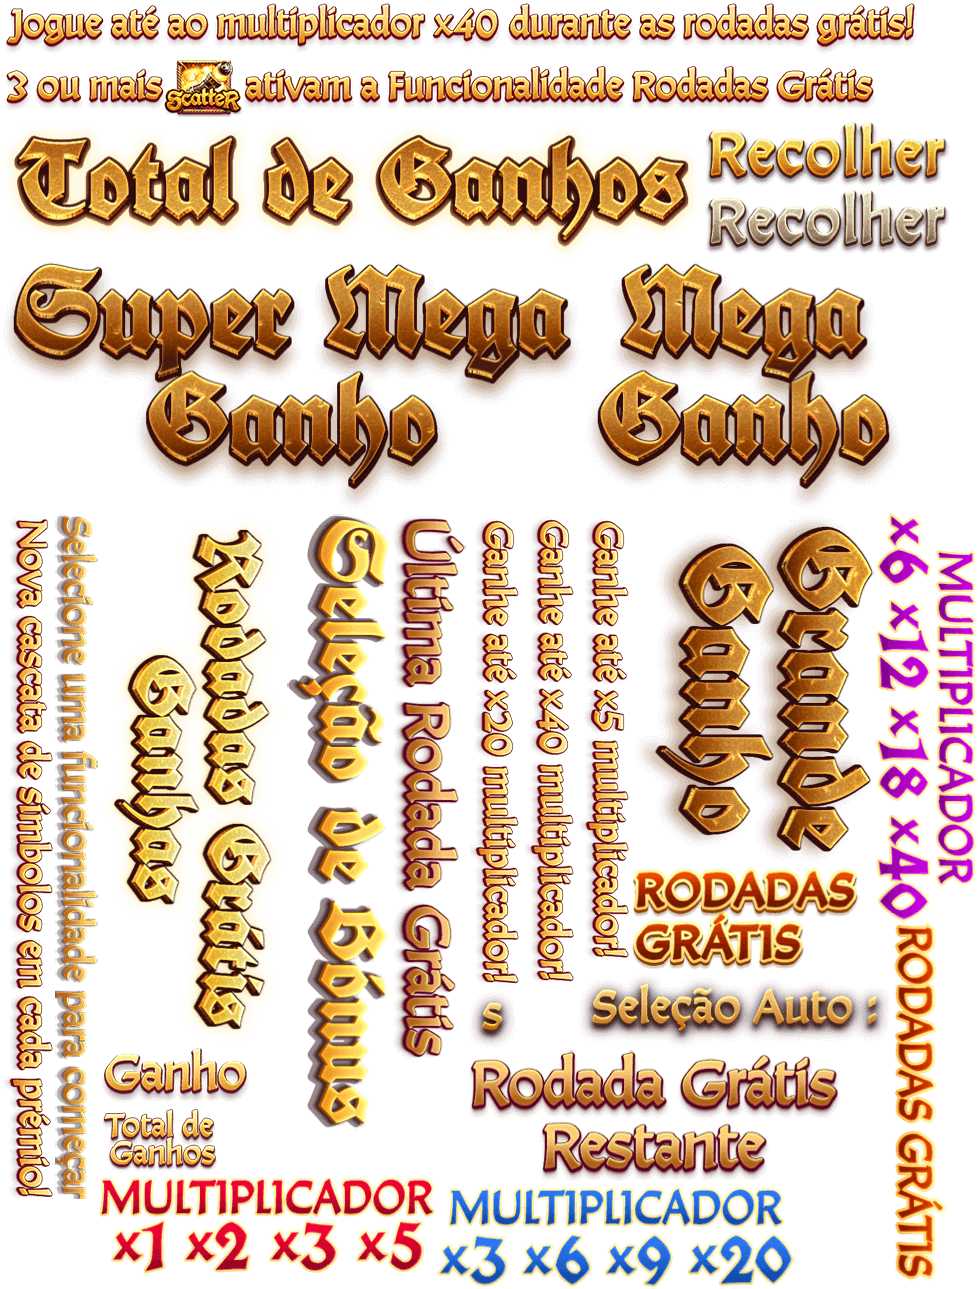 Jogue até ao multiplicador x40 durante as rodadas grátis!
3 ou mais Scatter ativam a Funcionalidade Rodadas Grátis
Total de Ganhos
Recolher
Recolher
Super Mega
Ganho
Mega
Ganho
Nova cascata de símbolos em cada prémio!
Selecione uma funcionalidade para começar
Rodadas Grátis
Ganhas
Seleção de Bónus
Última Rodada Grátis
Ganhe até x20 multiplicador!
Ganhe até x40 multiplicador!
Ganhe até x5 multiplicador!
Grande
Ganho
MULTIPLICADOR
x6 x12 x18 x40
RODADAS GRÁTIS
RODADAS
GRÁTIS
s
Seleção Auto :
Ganho
Total de
Ganhos
Rodada Grátis
Restante
MULTIPLICADOR
x1 x2 x3 x5
MULTIPLICADOR
x3 x6 x9 x20